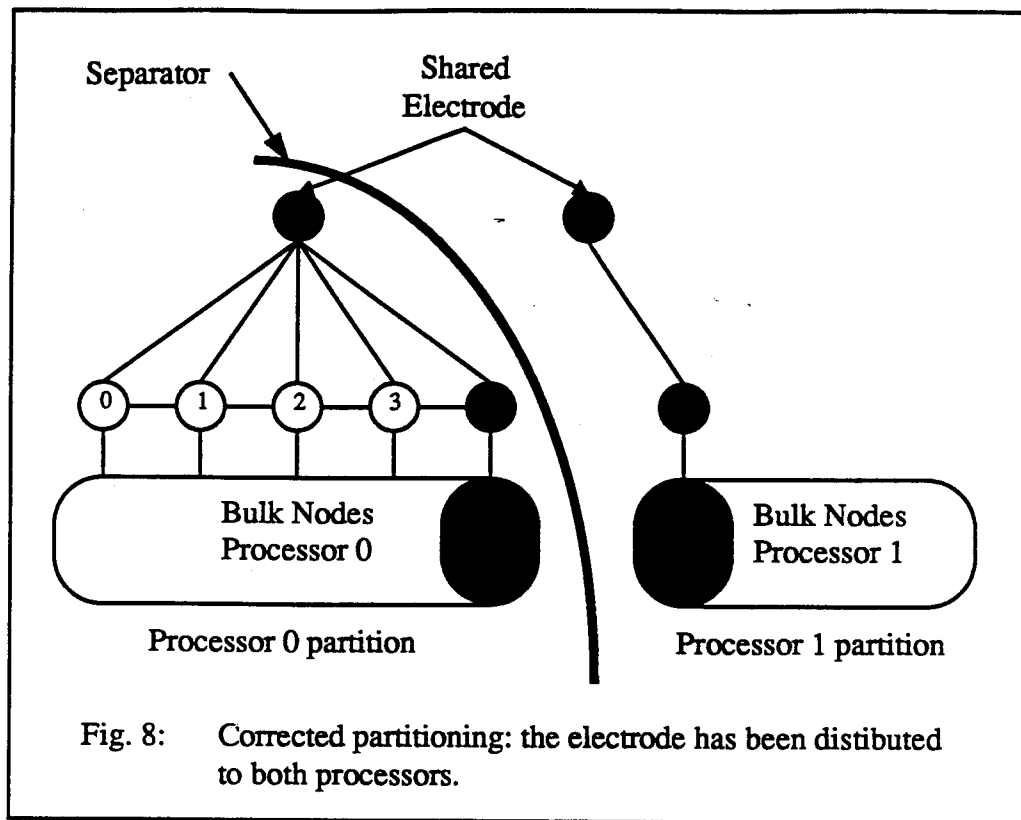 Separator
Shared
Electrode
0
1
2
3
Bulk Nodes
Processor 0
Bulk Nodes
Processor 1
Processor 0 partition
Processor 1 partition
Fig. 8: Corrected partitioning: the electrode has been distibuted
to both processors.